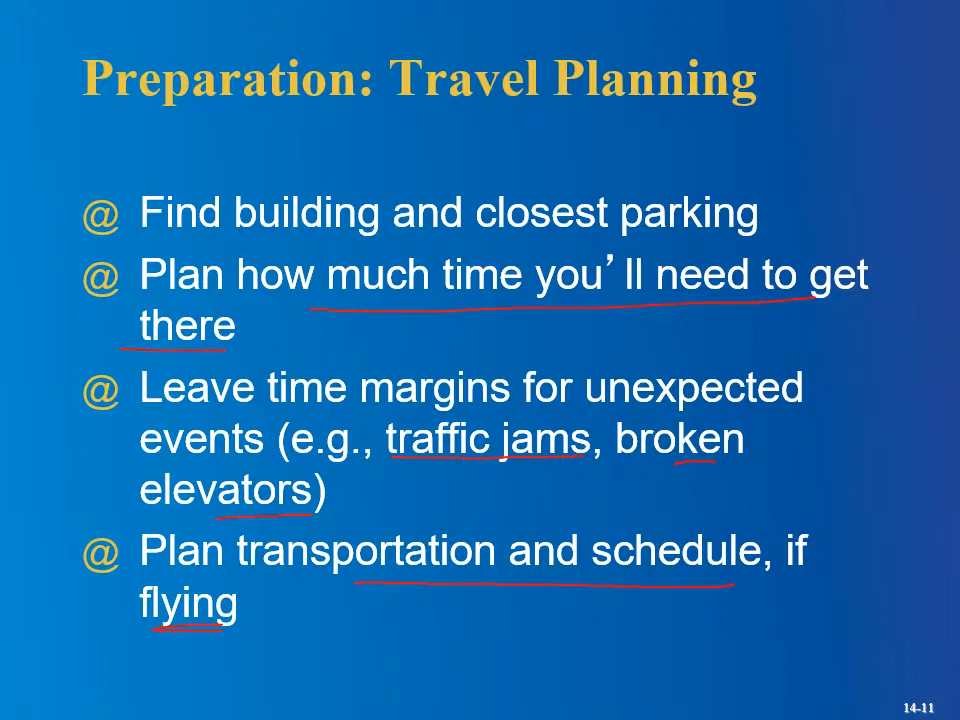 Preparation: Travel Planning
@ Find building and closest parking
@ Plan how much time you’ll need to get
there
@ Leave time margins for unexpected
events (e.g., traffic jams, broken
elevators)
@ Plan transportation and schedule, if
flying
14-11